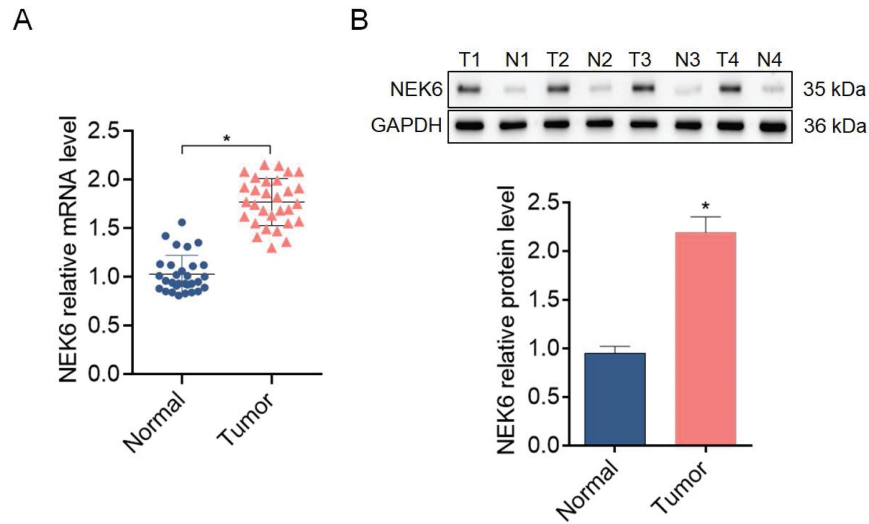 A
NEK6 relative mRNA level
2.5
2.0
1.5
1.0
0.5
0.0
*
Normal
Tumor
B
T1 N1 T2 N2 T3 N3 T4 N4
NEK6 35 kDa
GAPDH 36 kDa
NEK6 relative protein level
2.5
2.0
1.5
1.0
0.5
0.0
*
Normal
Tumor